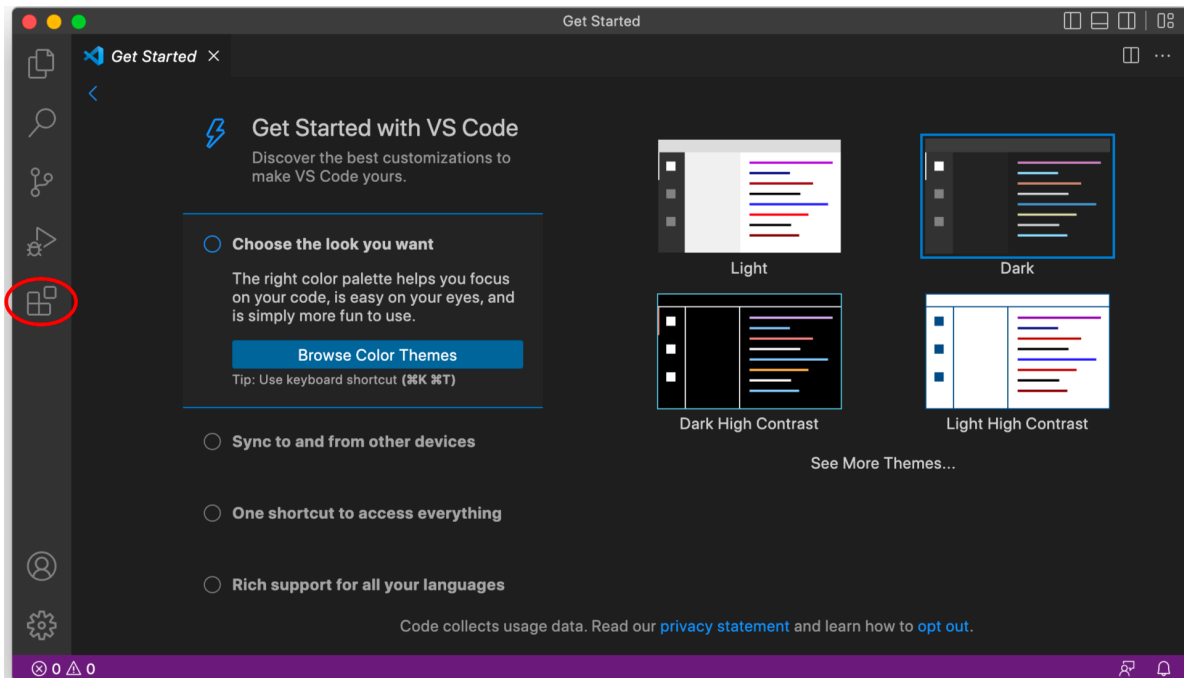 Get Started
Get Started
Get Started with VS Code
Discover the best customizations to
make VS Code yours.
Choose the look you want
The right color palette helps you focus
on your code, is easy on your eyes, and
is simply more fun to use.
Browse Color Themes
Tip: Use keyboard shortcut (⌘K ⌘T)
Sync to and from other devices
One shortcut to access everything
Rich support for all your languages
Light
Dark
Dark High Contrast
Light High Contrast
See More Themes...
Code collects usage data. Read our privacy statement and learn how to opt out.
0 0